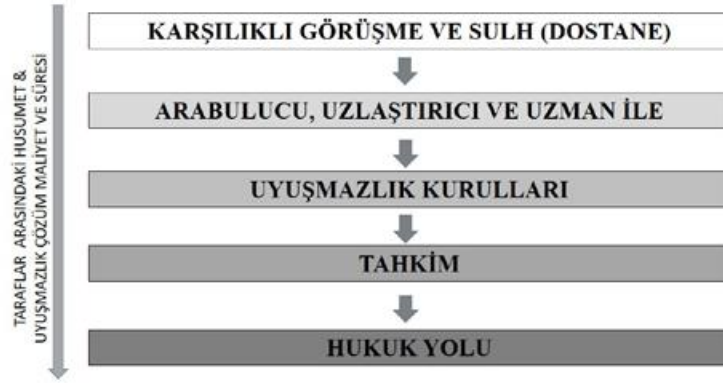 TARAFLAR ARASINDAKİ HUSUMET &
UYUŞMAZLIK ÇÖZÜM MALİYET VE SÜRESİ
KARŞILIKLI GÖRÜŞME VE SULH (DOSTANE)
ARABULUCU, UZLAŞTIRICI VE UZMAN İLE
UYUŞMAZLIK KURULLARI
TAHKİM
HUKUK YOLU